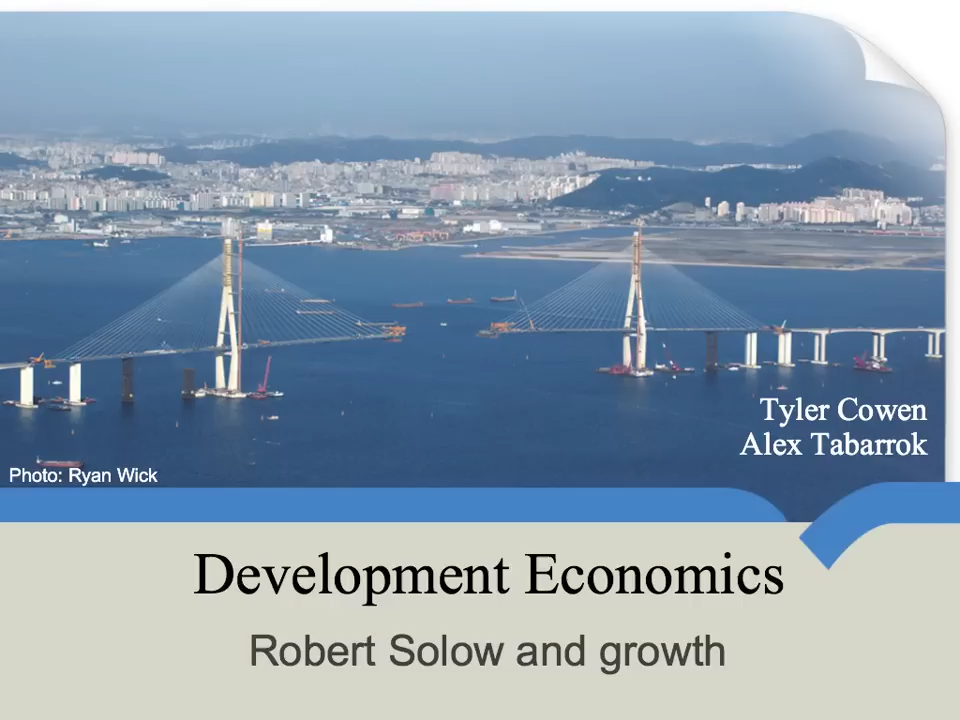 Tyler Cowen
Alex Tabarrok
Photo: Ryan Wick
Development Economics
Robert Solow and growth